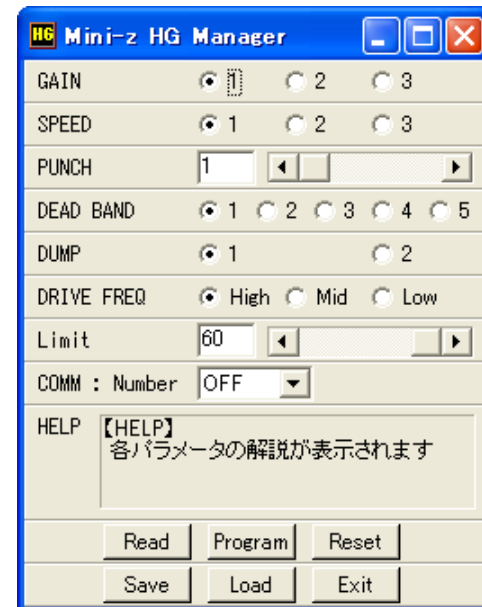 HG Mini-z HG Manager
GAIN 1 2 3
SPEED 1 2 3
PUNCH 1
DEAD BAND 1 2 3 4 5
DUMP 1 2
DRIVE FREQ High Mid Low
Limit 60
COMM : Number OFF
HELP 【HELP】
各パラメータの解説が表示されます
Read Program Reset
Save Load Exit